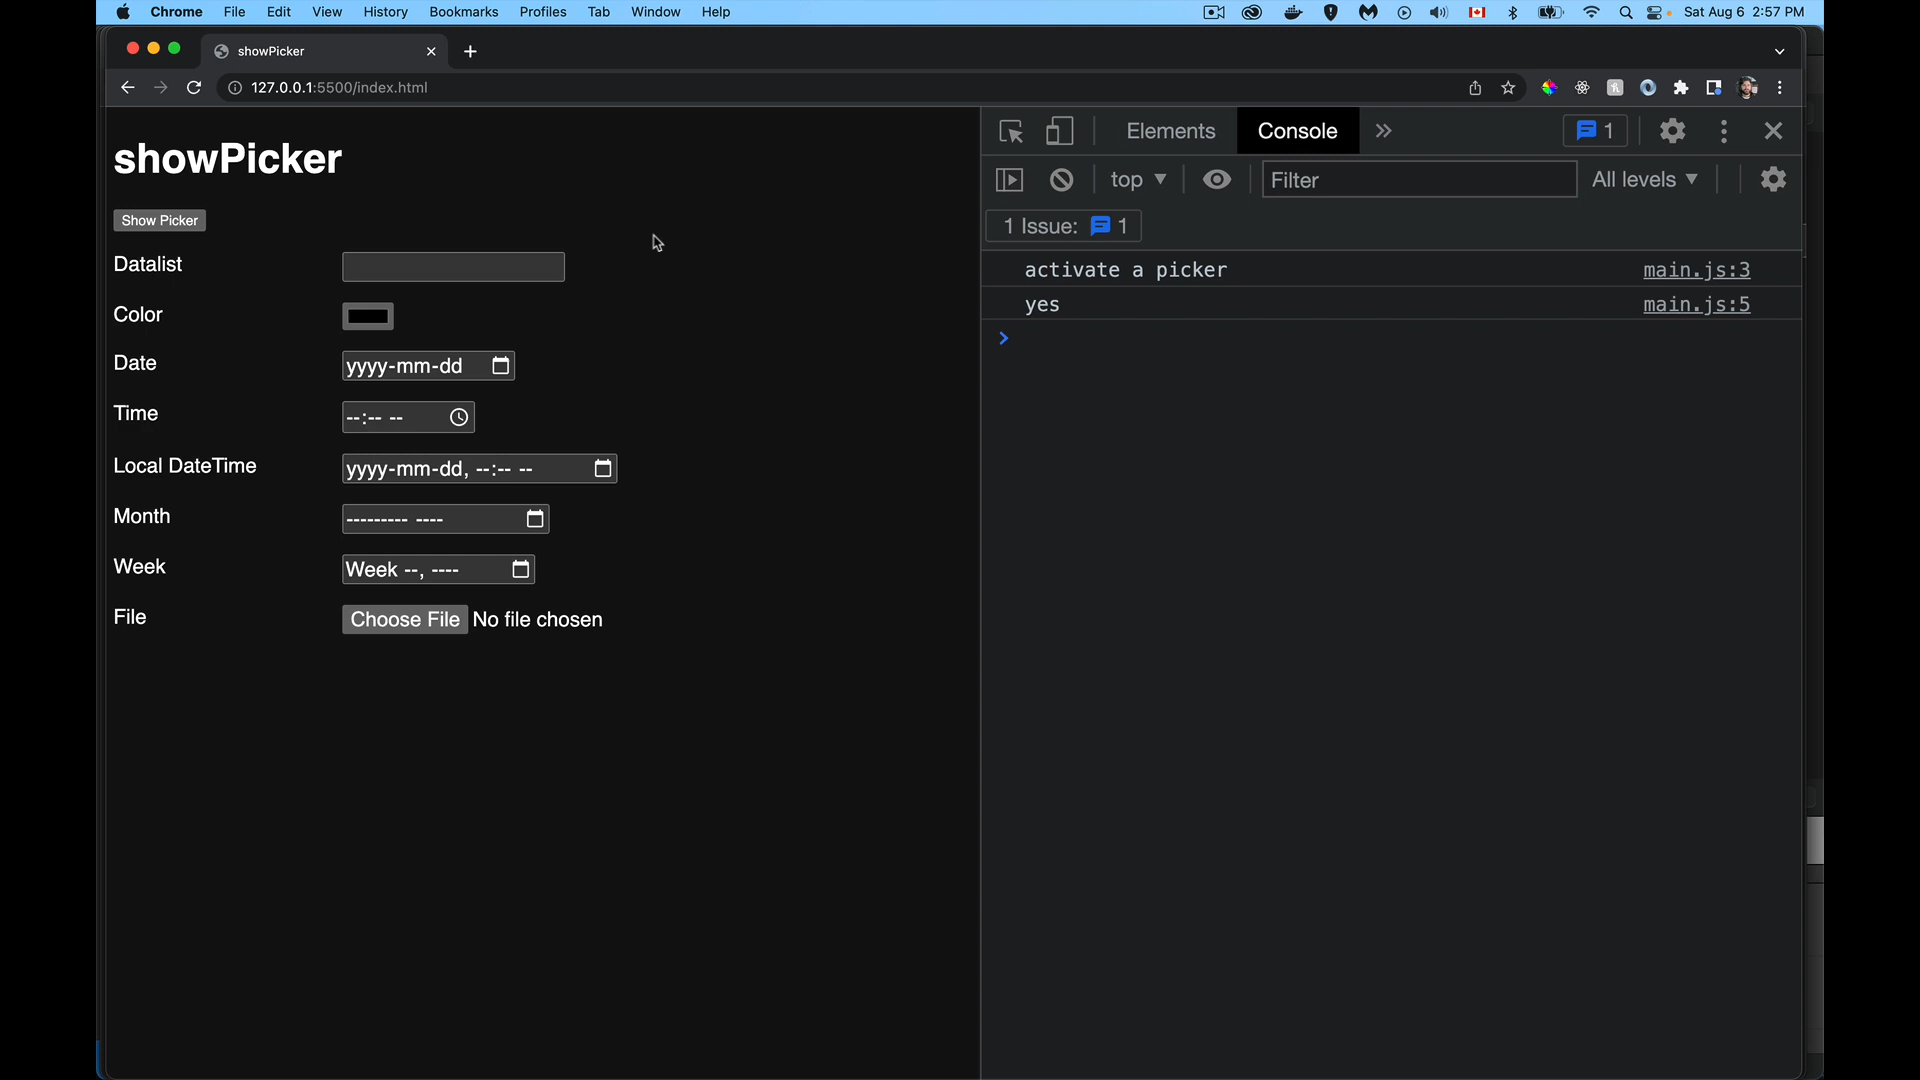 Chrome File Edit View History Bookmarks Profiles Tab Window Help Sat Aug 6 2:57 PM
showPicker
127.0.0.1:5500/index.html
showPicker
Show Picker
Datalist
Color
Date yyyy-mm-dd
Time --:-- --
Local DateTime yyyy-mm-dd, --:-- --
Month --------- ----
Week Week --, ----
File Choose File No file chosen
Elements Console 1
top Filter All levels
1 Issue: 1
activate a picker main.js:3
yes main.js:5